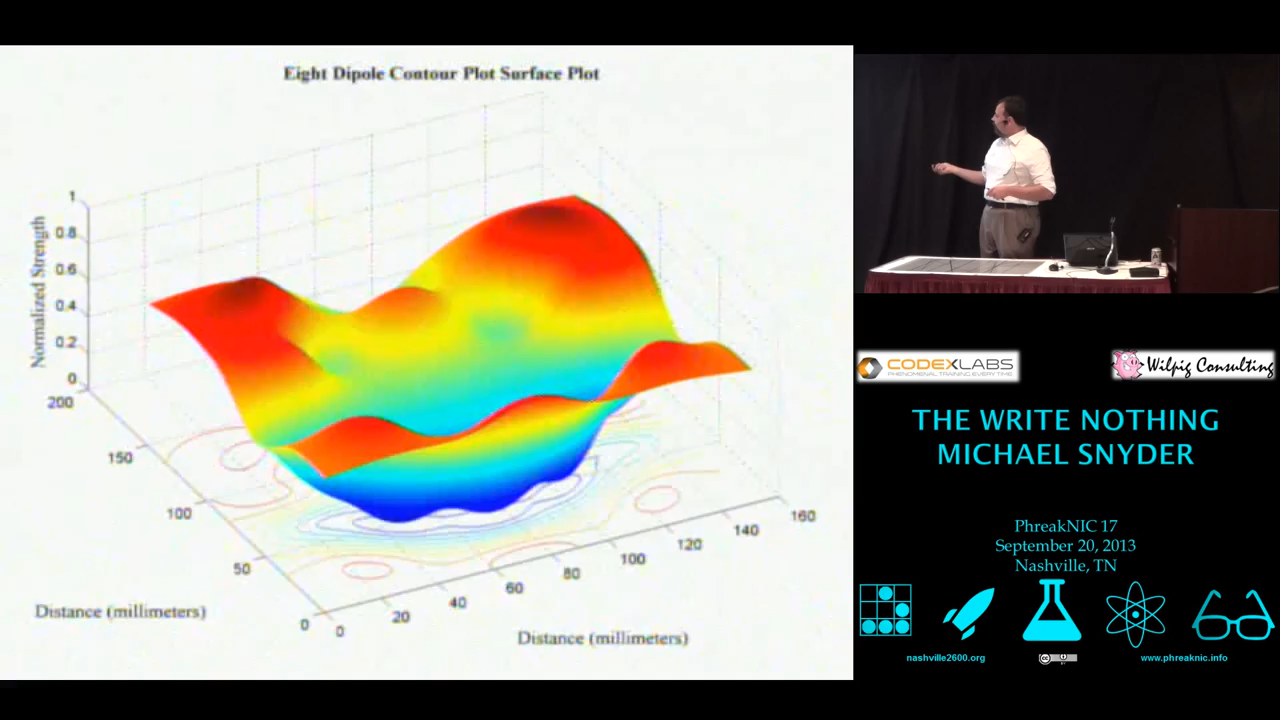 Eight Dipole Contour Plot Surface Plot
Normalized Strength
1
0.8
0.6
0.4
0.2
0
200
150
100
50
0
0
20
40
60
80
100
120
140
160
Distance (millimeters)
Distance (millimeters)
CODEXLABS
PHENOMENAL TRAINING EVERY TIME
Wilpig Consulting
THE WRITE NOTHING
MICHAEL SNYDER
PhreakNIC 17
September 20, 2013
Nashville, TN
nashville2600.org
cc
BY
www.phreaknic.info